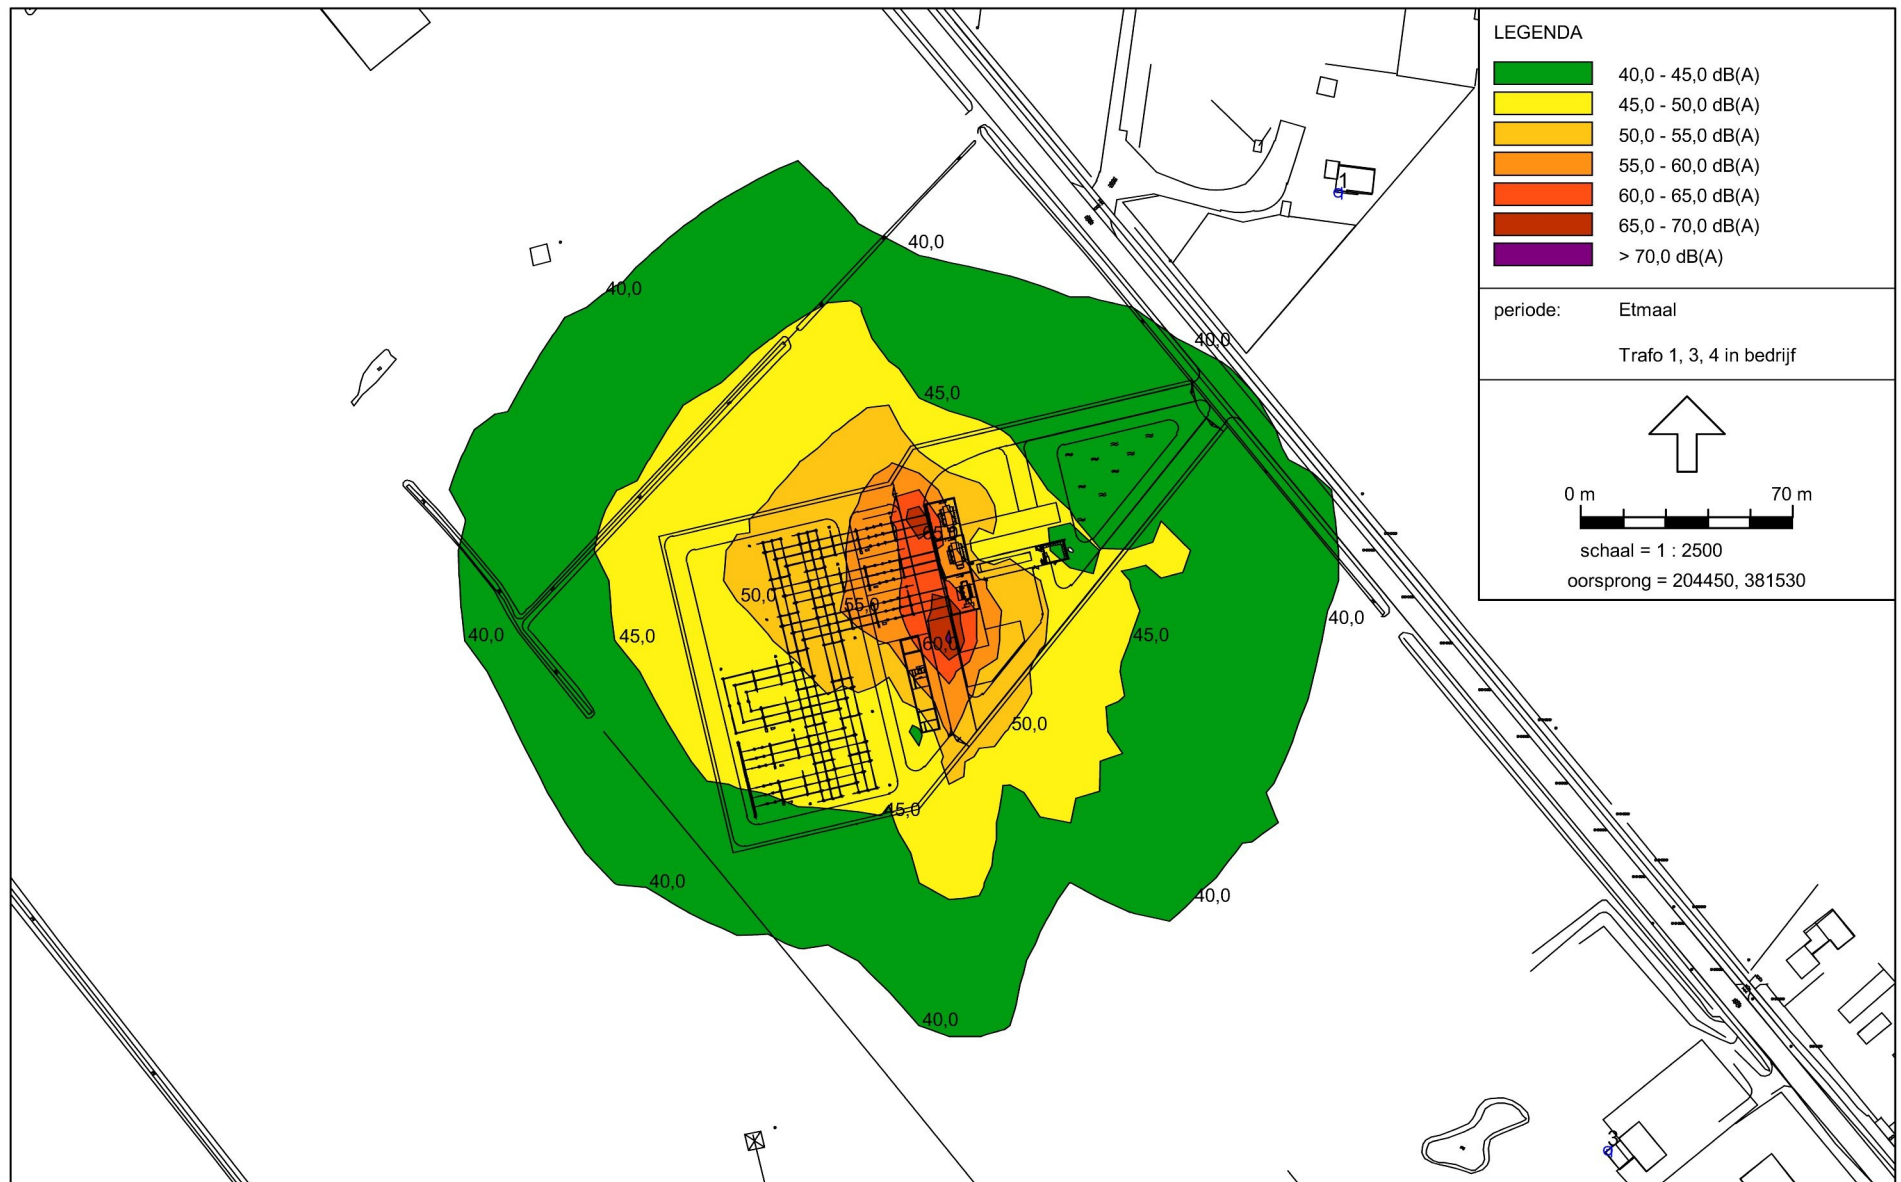 LEGENDA
40,0 - 45,0 dB(A)
45,0 - 50,0 dB(A)
50,0 - 55,0 dB(A)
55,0 - 60,0 dB(A)
60,0 - 65,0 dB(A)
65,0 - 70,0 dB(A)
> 70,0 dB(A)
periode: Etmaal
Trafo 1, 3, 4 in bedrijf
0 m 70 m
schaal = 1 : 2500
oorsprong = 204450, 381530
1
40,0
40,0
40,0
45,0
50,0
55,0
60,0
40,0
45,0
45,0
40,0
50,0
45,0
40,0
40,0
40,0
3